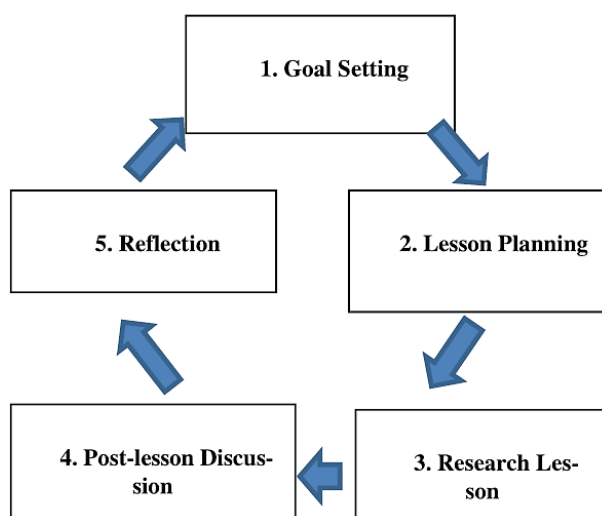 1. Goal Setting
2. Lesson Planning
3. Research Les-
son
4. Post-lesson Discus-
sion
5. Reflection